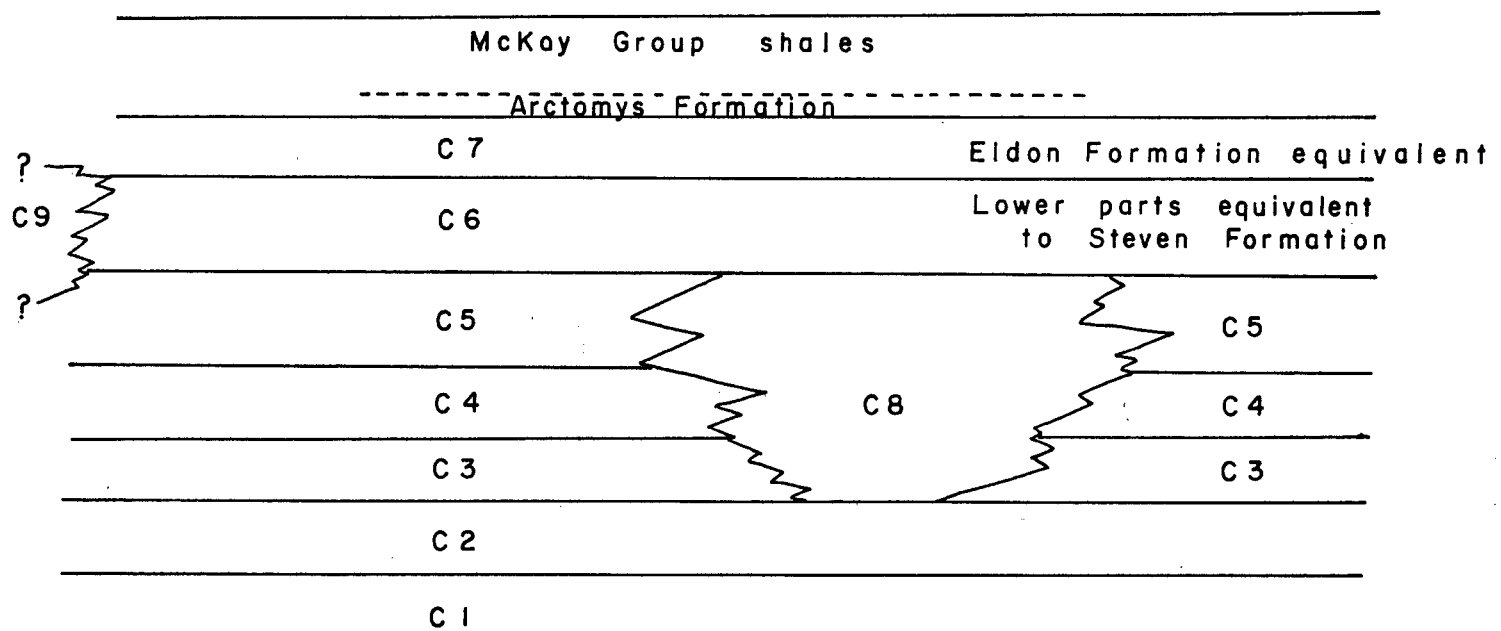 McKay Group shales
Arctomys Formation
C 7
Eldon Formation equivalent
?
C 9
C 6
Lower parts equivalent
to Steven Formation
?
C 5
C 5
C 4
C 8
C 4
C 3
C 3
C 2
C 1